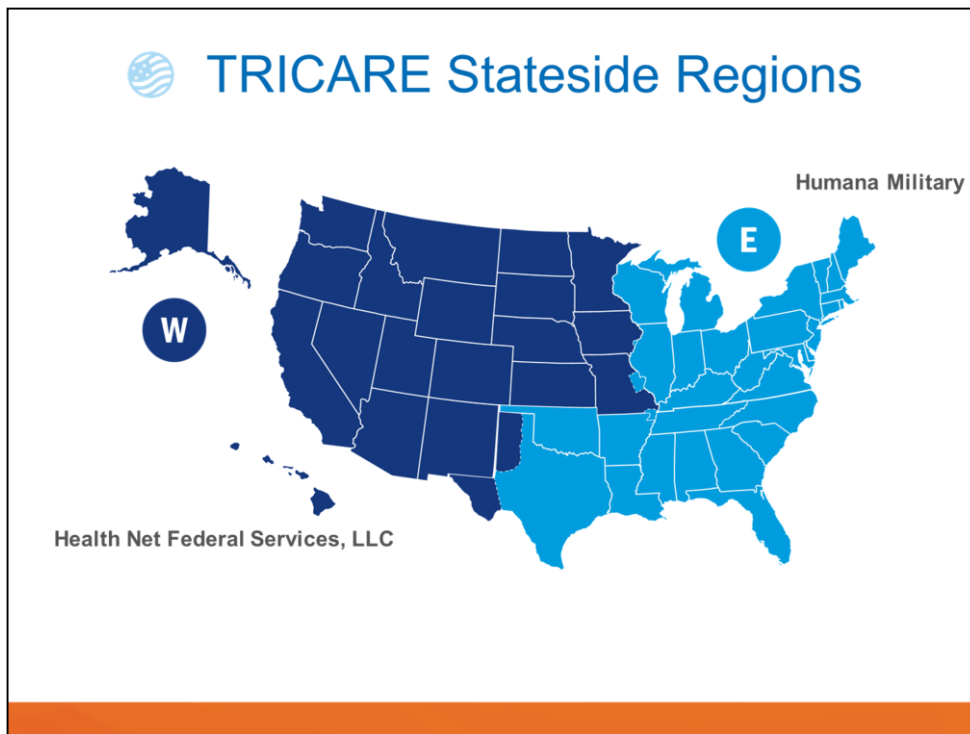 TRICARE Stateside Regions
Humana Military
E
W
Health Net Federal Services, LLC